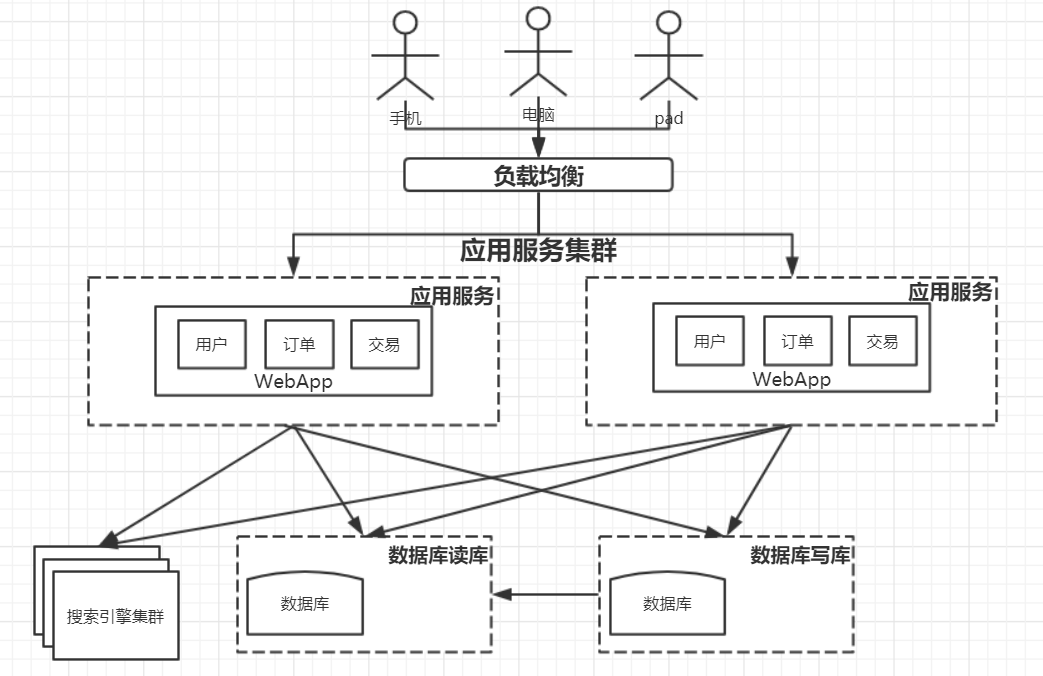 手机
电脑
pad
负载均衡
应用服务集群
应用服务
用户
订单
交易
WebApp
应用服务
用户
订单
交易
WebApp
搜索引擎集群
数据库读库
数据库
数据库写库
数据库